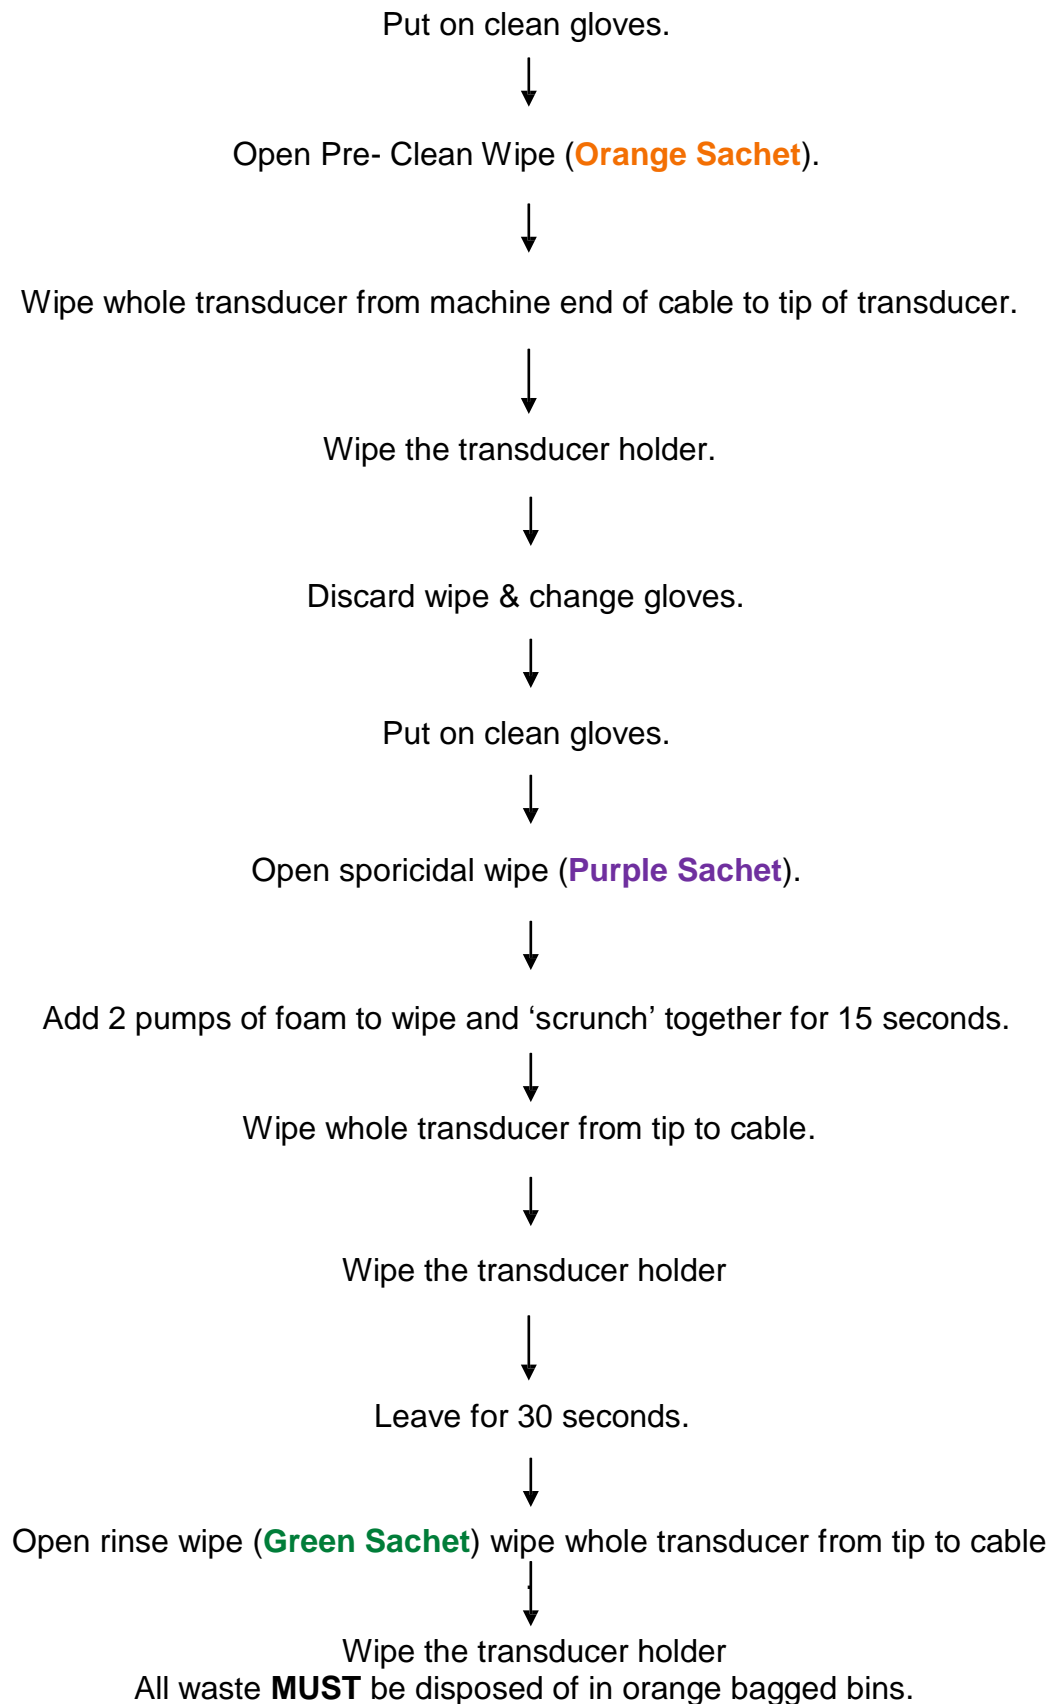 Put on clean gloves.
Open Pre- Clean Wipe (Orange Sachet).
Wipe whole transducer from machine end of cable to tip of transducer.
Wipe the transducer holder.
Discard wipe & change gloves.
Put on clean gloves.
Open sporicidal wipe (Purple Sachet).
Add 2 pumps of foam to wipe and ‘scrunch’ together for 15 seconds.
Wipe whole transducer from tip to cable.
Wipe the transducer holder
Leave for 30 seconds.
Open rinse wipe (Green Sachet) wipe whole transducer from tip to cable
.
Wipe the transducer holder
All waste MUST be disposed of in orange bagged bins.